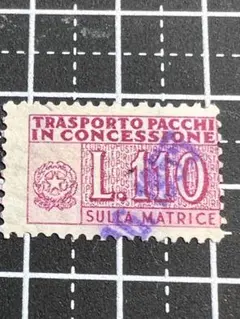 TRASPORTO PACCHI
IN CONCESSIONE
L.110
SULLA MATRICE